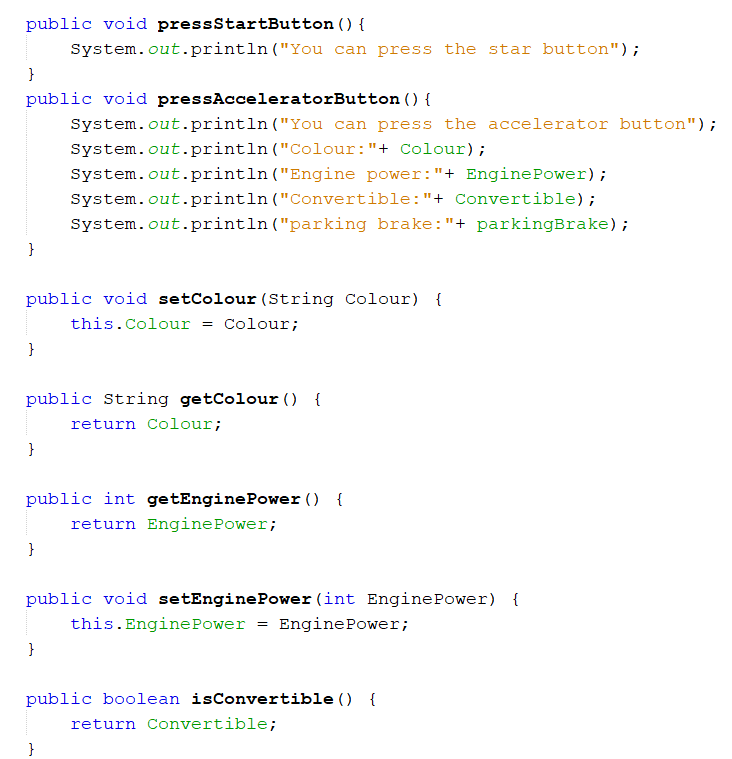 public void pressStartButton(){
    System.out.println("You can press the star button");
}
public void pressAcceleratorButton(){
    System.out.println("You can press the accelerator button");
    System.out.println("Colour:"+ Colour);
    System.out.println("Engine power:"+ EnginePower);
    System.out.println("Convertible:"+ Convertible);
    System.out.println("parking brake:"+ parkingBrake);
}

public void setColour(String Colour) {
    this.Colour = Colour;
}

public String getColour() {
    return Colour;
}

public int getEnginePower() {
    return EnginePower;
}

public void setEnginePower(int EnginePower) {
    this.EnginePower = EnginePower;
}

public boolean isConvertible() {
    return Convertible;
}